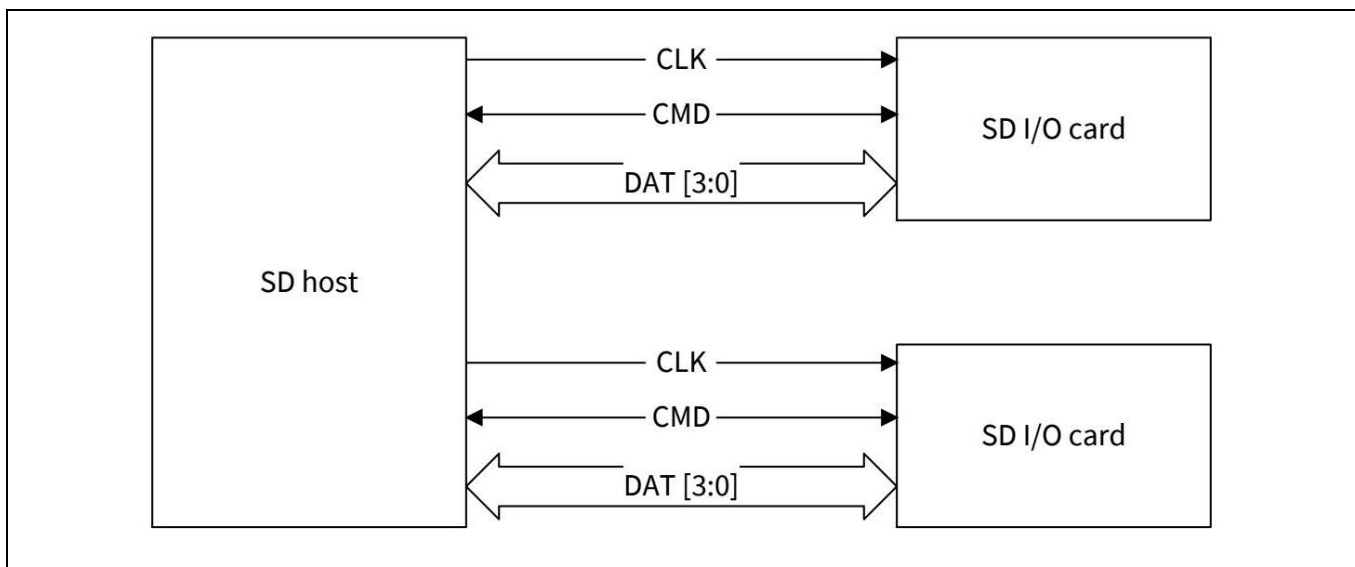 CLK
CMD
SD I/O card
DAT [3:0]
SD host
CLK
CMD
SD I/O card
DAT [3:0]